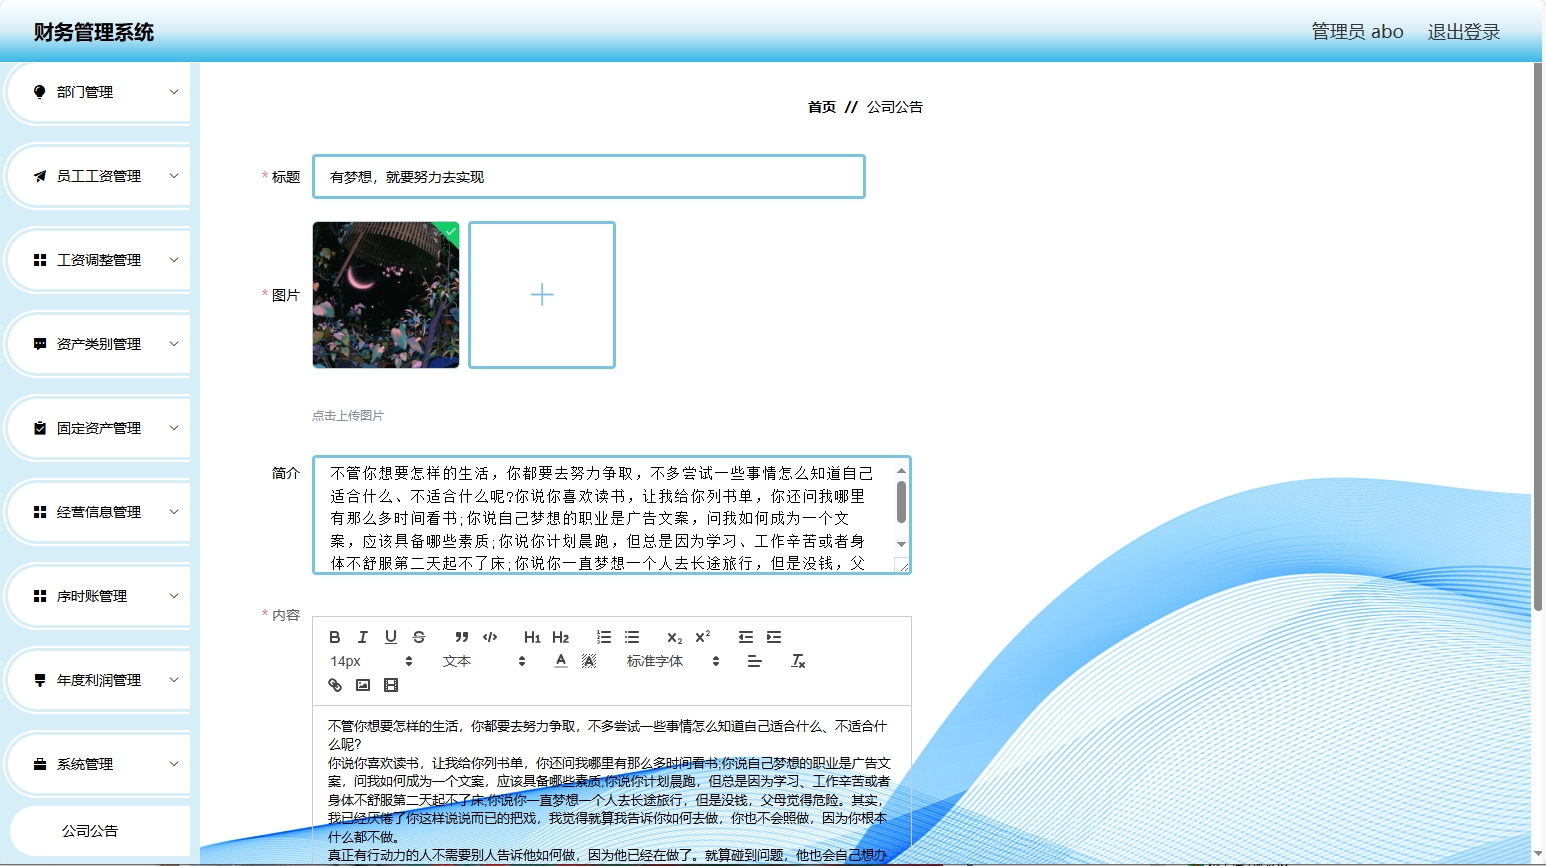 财务管理系统
管理员 abo 退出登录
部门管理
员工工资管理
工资调整管理
资产类别管理
固定资产管理
经营信息管理
序时账管理
年度利润管理
系统管理
公司公告
首页 // 公司公告
* 标题
有梦想，就要努力去实现
* 图片
点击上传图片
简介
不管你想要怎样的生活，你都要去努力争取，不多尝试一些事情怎么知道自己
适合什么、不适合什么呢?你说你喜欢读书，让我给你列书单，你还问我哪里
有那么多时间看书;你说自己梦想的职业是广告文案，问我如何成为一个文
案，应该具备哪些素质;你说你计划晨跑，但总是因为学习、工作辛苦或者身
体不舒服第二天起不了床;你说你一直梦想一个人去长途旅行，但是没钱，父
* 内容
B I U S H1 H2 x2 x2
14px 文本 A A 标准字体 Tx
不管你想要怎样的生活，你都要去努力争取，不多尝试一些事情怎么知道自己适合什么、不适合什
么呢?
你说你喜欢读书，让我给你列书单，你还问我哪里有那么多时间看书;你说自己梦想的职业是广告文
案，问我如何成为一个文案，应该具备哪些素质;你说你计划晨跑，但总是因为学习、工作辛苦或者
身体不舒服第二天起不了床;你说你一直梦想一个人去长途旅行，但是没钱，父母觉得危险。其实，
我已经厌倦了你这样说说而已的把戏，我觉得就算我告诉你如何去做，你也不会照做，因为你根本
什么都不做。
真正有行动力的人不需要别人告诉他如何做，因为他已经在做了。就算碰到问题，他也会自己想办